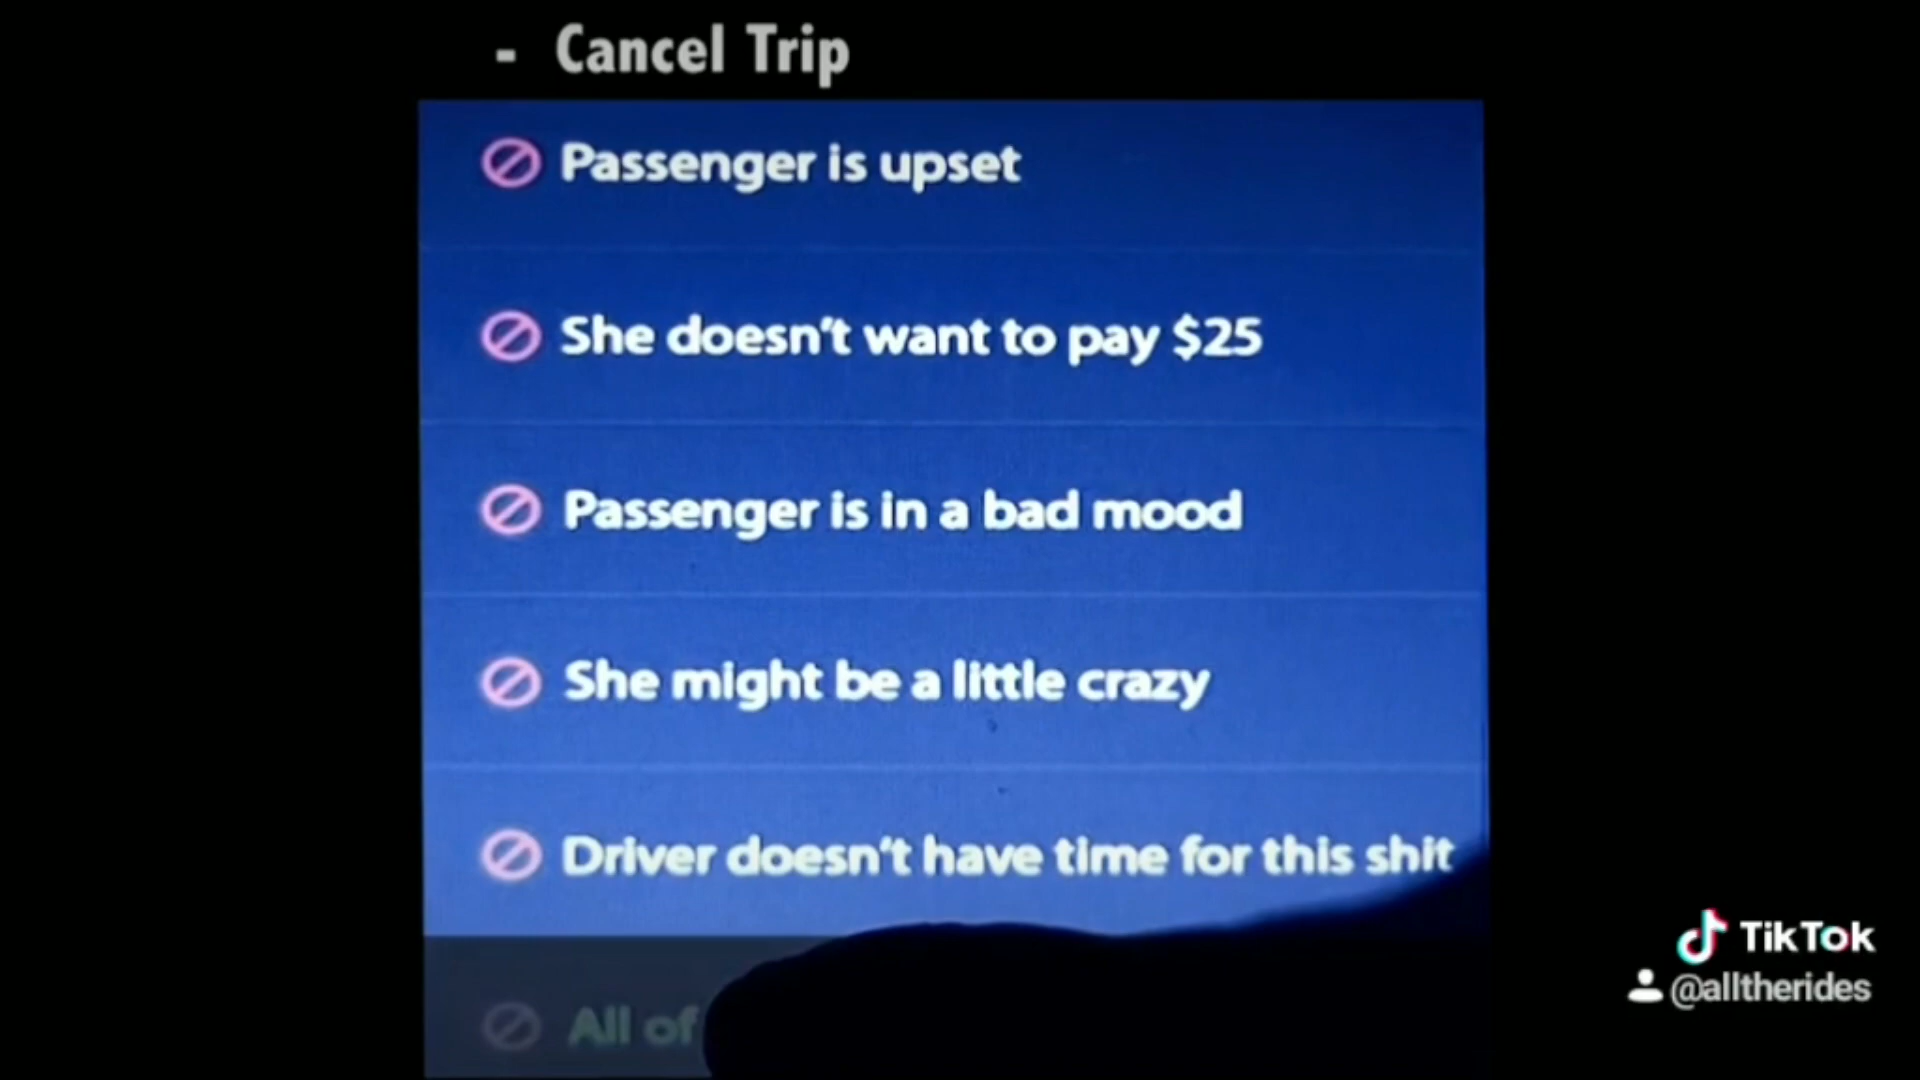 - Cancel Trip
Passenger is upset
She doesn't want to pay $25
Passenger is in a bad mood
She might be a little crazy
Driver doesn't have time for this shit
All of
TikTok
@alltherides